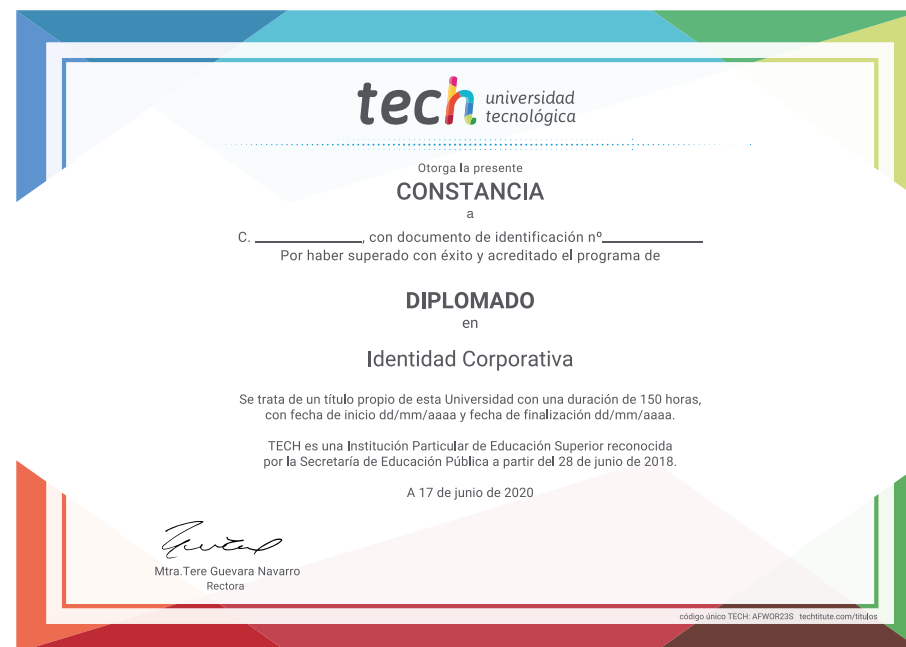 tech universidad
tecnológica
Otorga la presente
CONSTANCIA
a
C. ____________, con documento de identificación nº____________
Por haber superado con éxito y acreditado el programa de
DIPLOMADO
en
Identidad Corporativa
Se trata de un título propio de esta Universidad con una duración de 150 horas,
con fecha de inicio dd/mm/aaaa y fecha de finalización dd/mm/aaaa.
TECH es una Institución Particular de Educación Superior reconocida
por la Secretaría de Educación Pública a partir del 28 de junio de 2018.
A 17 de junio de 2020
Mtra.Tere Guevara Navarro
Rectora
código único TECH: AFWOR23S techtitute.com/titulos